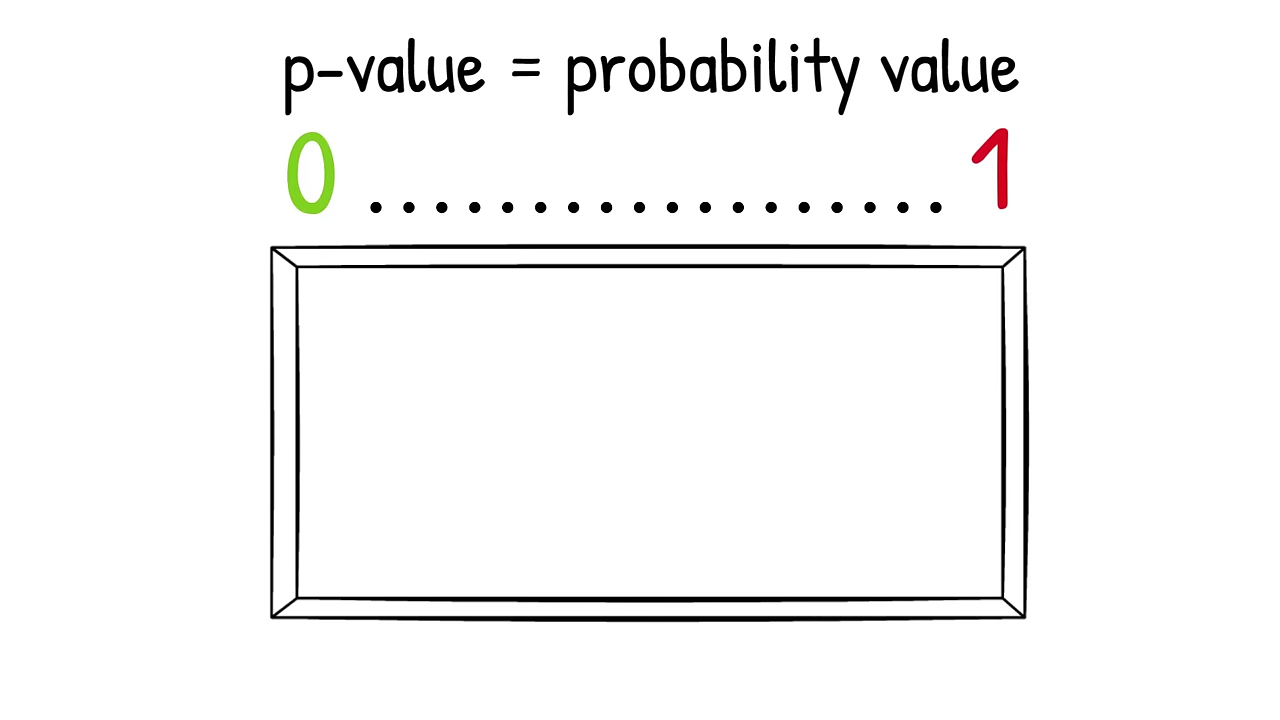 p-value = probability value
0 . . . . . . . . . . . . . . . . . . 1